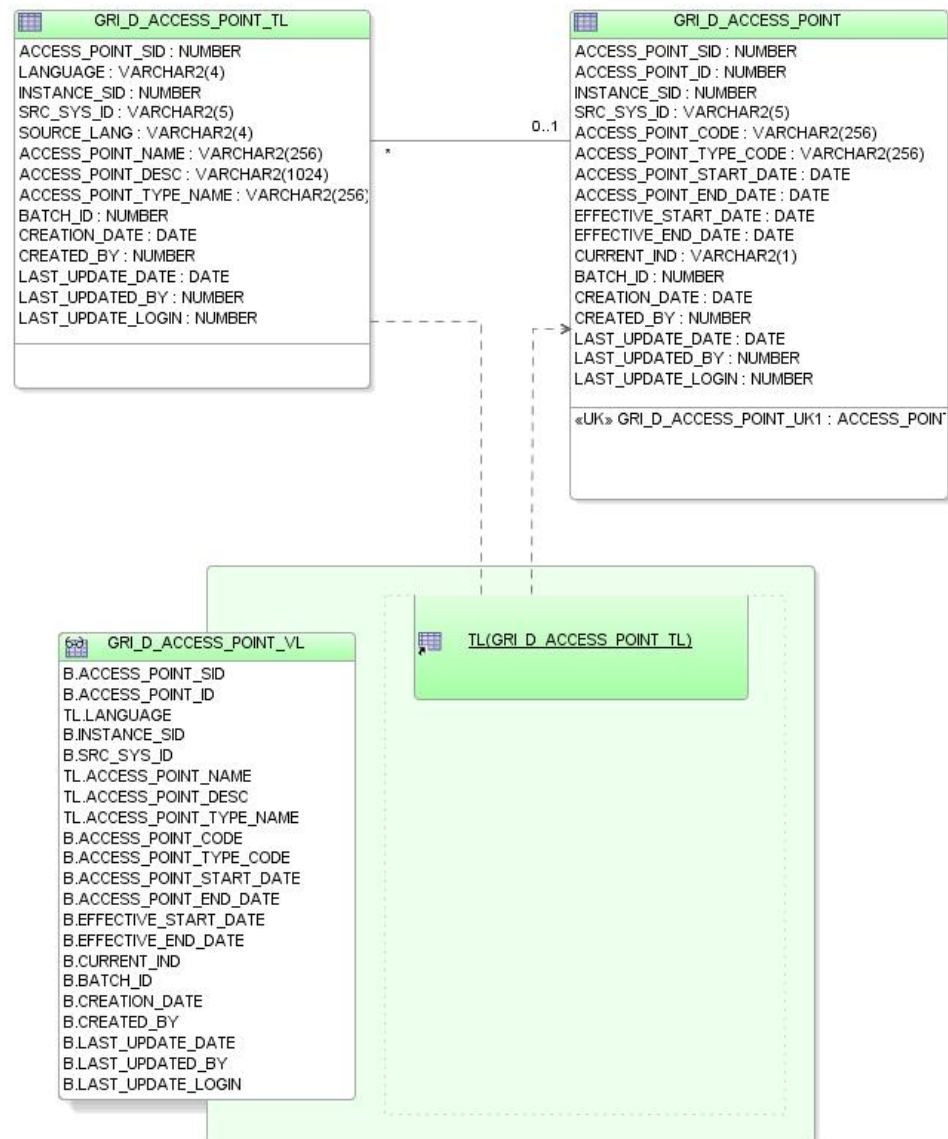 GRI_D_ACCESS_POINT_TL
ACCESS_POINT_SID : NUMBER
LANGUAGE : VARCHAR2(4)
INSTANCE_SID : NUMBER
SRC_SYS_ID : VARCHAR2(5)
SOURCE_LANG : VARCHAR2(4)
ACCESS_POINT_NAME : VARCHAR2(256)
ACCESS_POINT_DESC : VARCHAR2(1024)
ACCESS_POINT_TYPE_NAME : VARCHAR2(256)
BATCH_ID : NUMBER
CREATION_DATE : DATE
CREATED_BY : NUMBER
LAST_UPDATE_DATE : DATE
LAST_UPDATED_BY : NUMBER
LAST_UPDATE_LOGIN : NUMBER
0..1
*
GRI_D_ACCESS_POINT
ACCESS_POINT_SID : NUMBER
ACCESS_POINT_ID : NUMBER
INSTANCE_SID : NUMBER
SRC_SYS_ID : VARCHAR2(5)
ACCESS_POINT_CODE : VARCHAR2(256)
ACCESS_POINT_TYPE_CODE : VARCHAR2(256)
ACCESS_POINT_START_DATE : DATE
ACCESS_POINT_END_DATE : DATE
EFFECTIVE_START_DATE : DATE
EFFECTIVE_END_DATE : DATE
CURRENT_IND : VARCHAR2(1)
BATCH_ID : NUMBER
CREATION_DATE : DATE
CREATED_BY : NUMBER
LAST_UPDATE_DATE : DATE
LAST_UPDATED_BY : NUMBER
LAST_UPDATE_LOGIN : NUMBER
«UK» GRI_D_ACCESS_POINT_UK1 : ACCESS_POINT
GRI_D_ACCESS_POINT_VL
B.ACCESS_POINT_SID
B.ACCESS_POINT_ID
TL.LANGUAGE
B.INSTANCE_SID
B.SRC_SYS_ID
TL.ACCESS_POINT_NAME
TL.ACCESS_POINT_DESC
TL.ACCESS_POINT_TYPE_NAME
B.ACCESS_POINT_CODE
B.ACCESS_POINT_TYPE_CODE
B.ACCESS_POINT_START_DATE
B.ACCESS_POINT_END_DATE
B.EFFECTIVE_START_DATE
B.EFFECTIVE_END_DATE
B.CURRENT_IND
B.BATCH_ID
B.CREATION_DATE
B.CREATED_BY
B.LAST_UPDATE_DATE
B.LAST_UPDATED_BY
B.LAST_UPDATE_LOGIN
TL(GRI_D_ACCESS_POINT_TL)